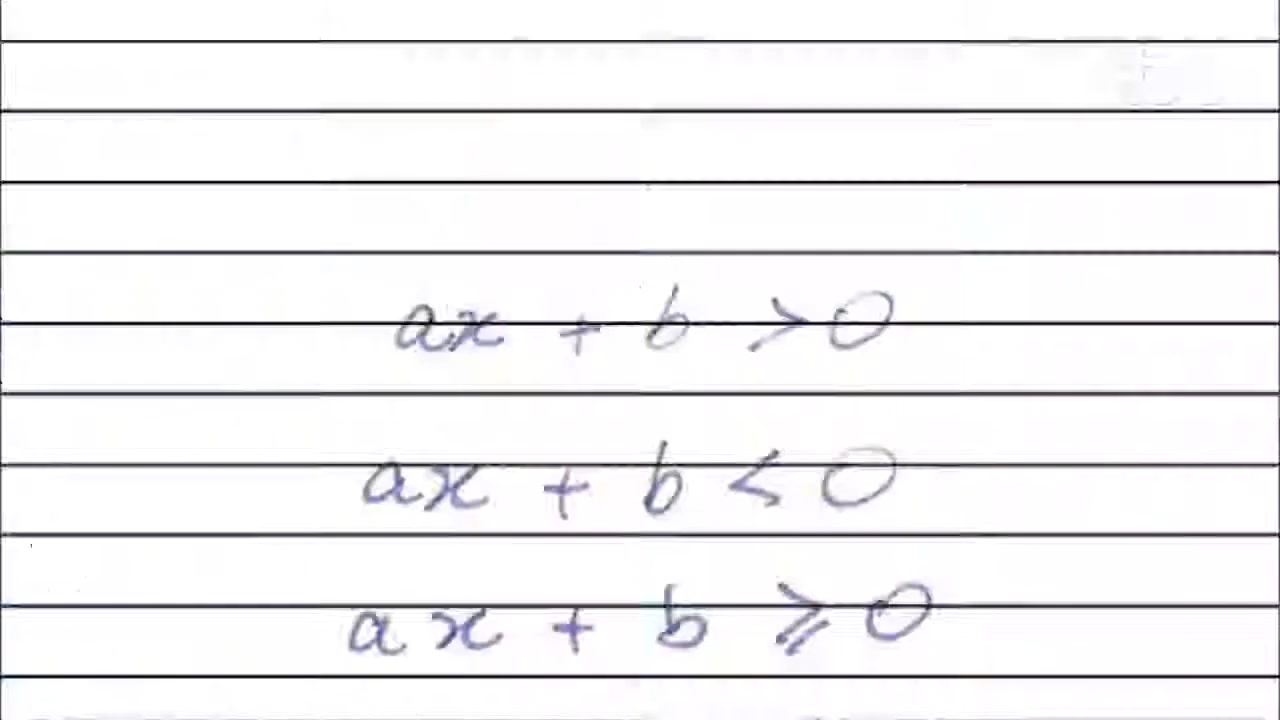 ax + b > 0
ax + b < 0
ax + b ⩾ 0